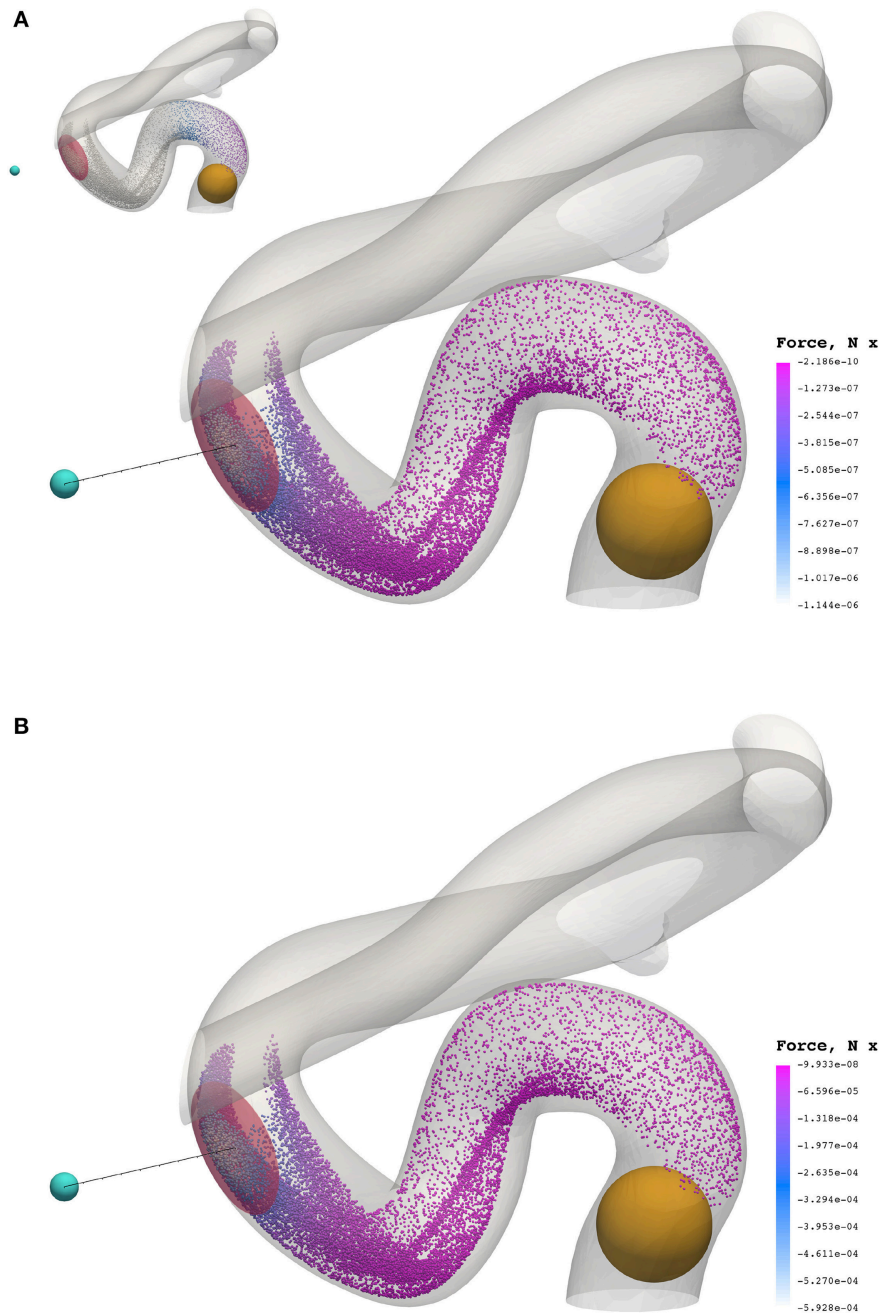 A
Force, N x
-2.186e-10
-1.273e-07
-2.544e-07
-3.815e-07
-5.085e-07
-6.356e-07
-7.627e-07
-8.898e-07
-1.017e-06
-1.144e-06
B
Force, N x
-9.933e-08
-6.596e-05
-1.318e-04
-1.977e-04
-2.635e-04
-3.294e-04
-3.953e-04
-4.611e-04
-5.270e-04
-5.928e-04